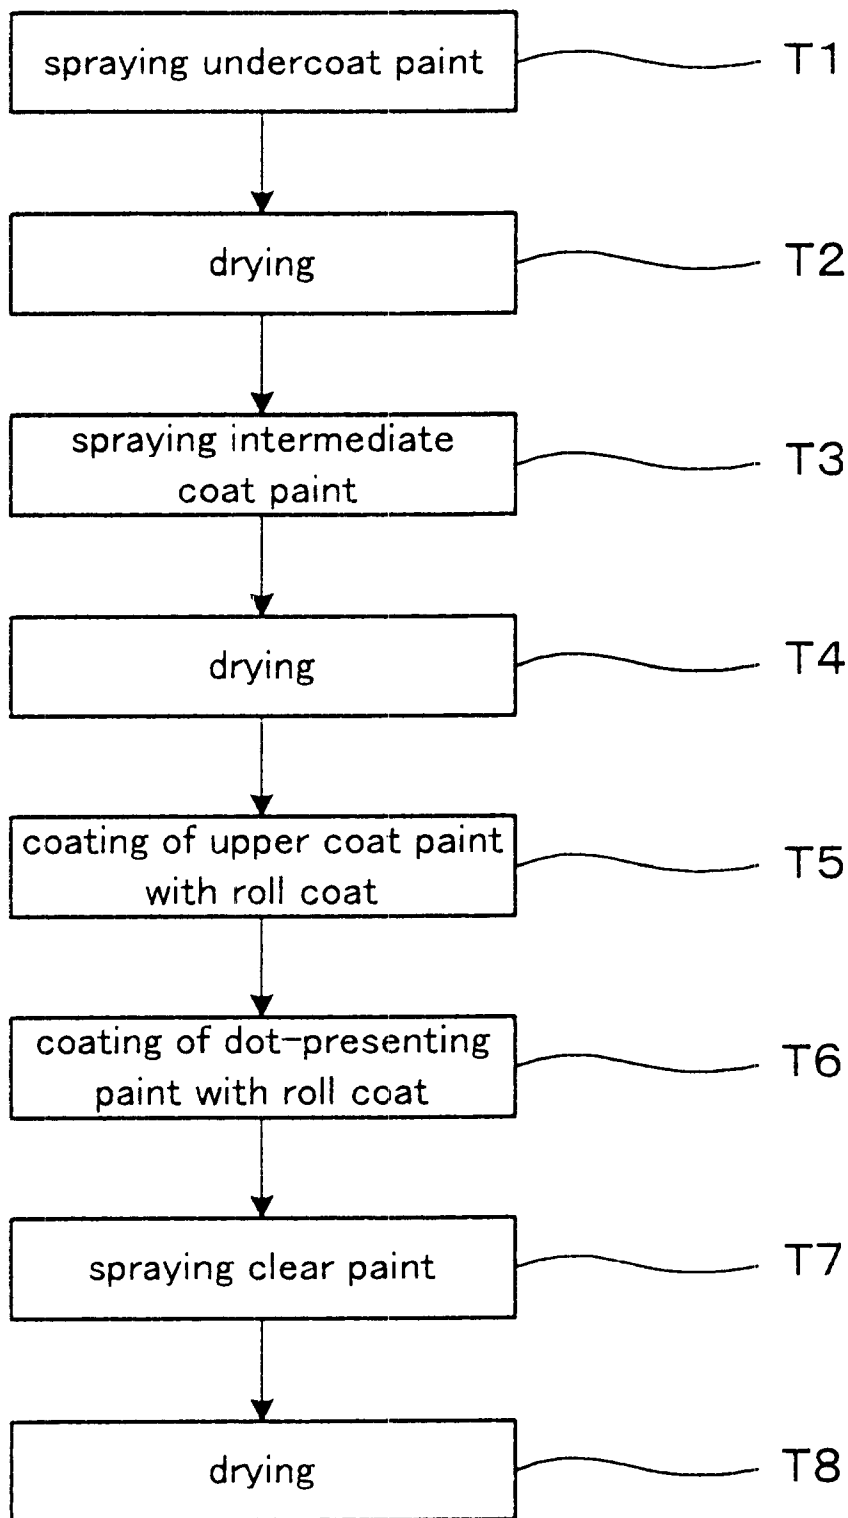 spraying undercoat paint
T1
drying
T2
spraying intermediate
coat paint
T3
drying
T4
coating of upper coat paint
with roll coat
T5
coating of dot-presenting
paint with roll coat
T6
spraying clear paint
T7
drying
T8